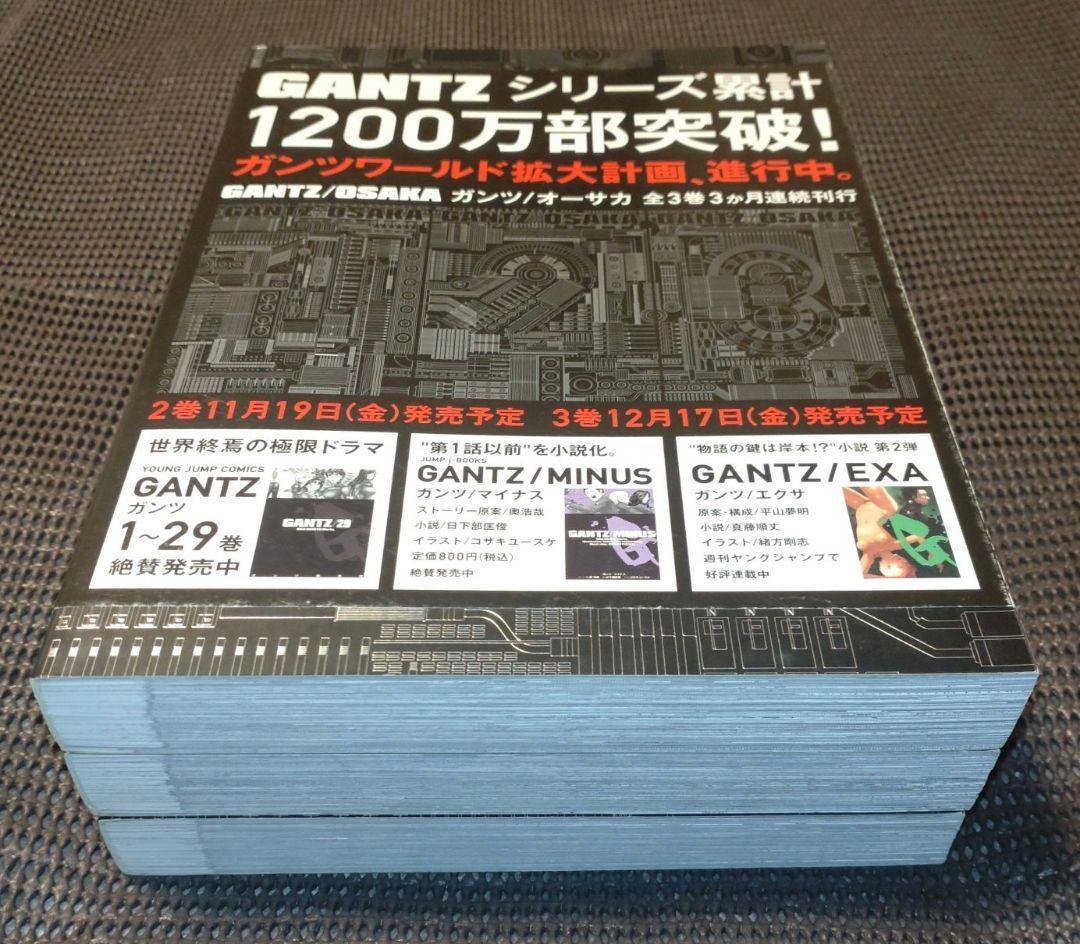 GANTZ シリーズ累計
1200万部突破!
ガンツワールド拡大計画、進行中。
GANTZ/OSAKA ガンツ/オーサカ 全3巻3か月連続刊行
GANTZ/OSAKA GANTZ/OSAKA GANTZ/OSAKA
1 2 3
2巻11月19日(金)発売予定 3巻12月17日(金)発売予定
世界終焉の極限ドラマ
YOUNG JUMP COMICS
GANTZ
ガンツ
1~29巻
絶賛発売中
GANTZ/29
"第1話以前"を小説化。
JUMP j-BOOKS
GANTZ/MINUS
ガンツ/マイナス
ストーリー原案/奥浩哉
小説/日下部匡俊
イラスト/コザキユースケ
定価800円(税込)
絶賛発売中
GANTZ/MINUS
"物語の鍵は岸本!?"小説 第2弾
GANTZ/EXA
ガンツ/エクサ
原案・構成/平山夢明
小説/真藤順丈
イラスト/緒方剛志
週刊ヤングジャンプで
好評連載中